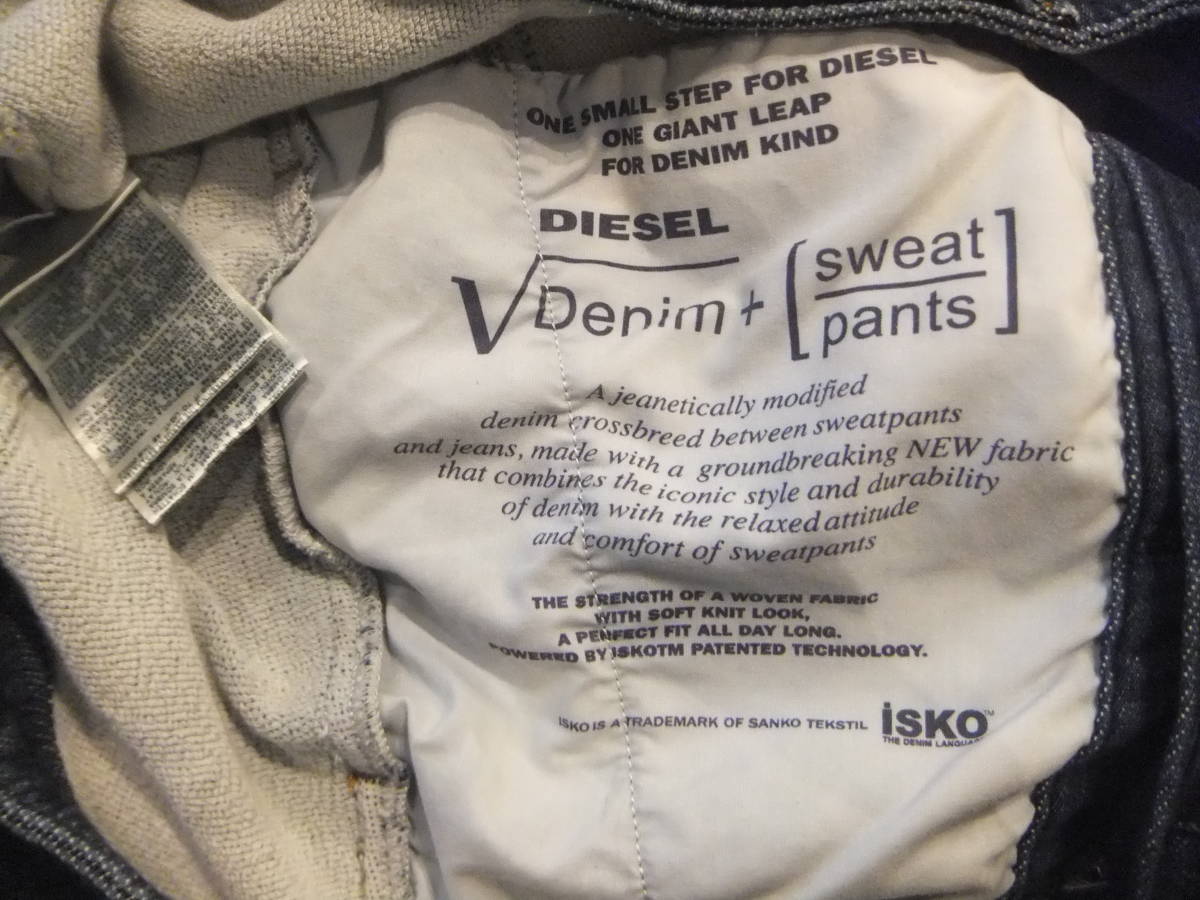 ONE SMALL STEP FOR DIESEL
ONE GIANT LEAP
FOR DENIM KIND
DIESEL
√Denim + [sweat
pants]
A jeanetically modified
denim crossbreed between sweatpants
and jeans, made with a groundbreaking NEW fabric
that combines the iconic style and durability
of denim with the relaxed attitude
and comfort of sweatpants
THE STRENGTH OF A WOVEN FABRIC
WITH SOFT KNIT LOOK,
A PERFECT FIT ALL DAY LONG.
POWERED BY ISKOTM PATENTED TECHNOLOGY.
ISKO IS A TRADEMARK OF SANKO TEKSTIL
İSKO™
THE DENIM LANGUAGE